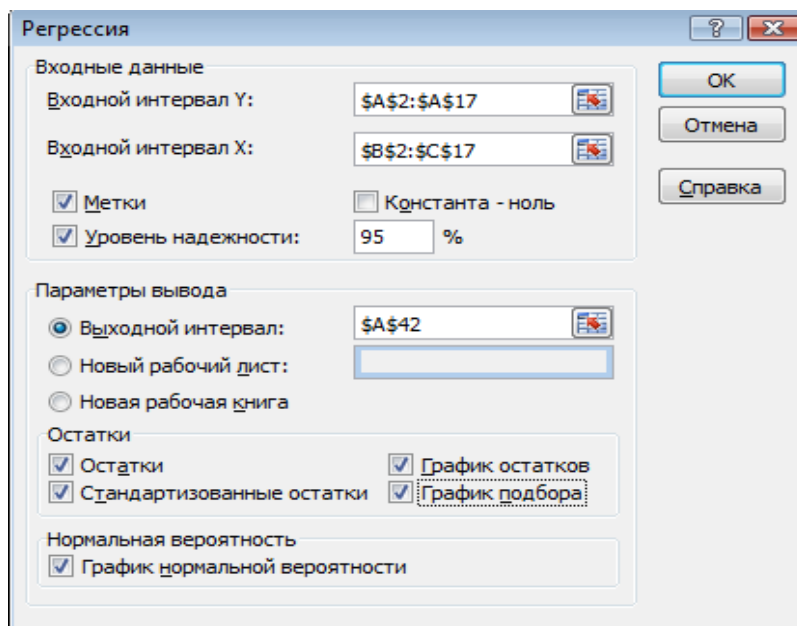 Регрессия
Входные данные
Входной интервал Y: $A$2:$A$17
Входной интервал X: $B$2:$C$17
Метки Константа - ноль
Уровень надежности: 95 %
OK
Отмена
Справка
Параметры вывода
Выходной интервал: $A$42
Новый рабочий лист:
Новая рабочая книга
Остатки
Остатки График остатков
Стандартизованные остатки График подбора
Нормальная вероятность
График нормальной вероятности